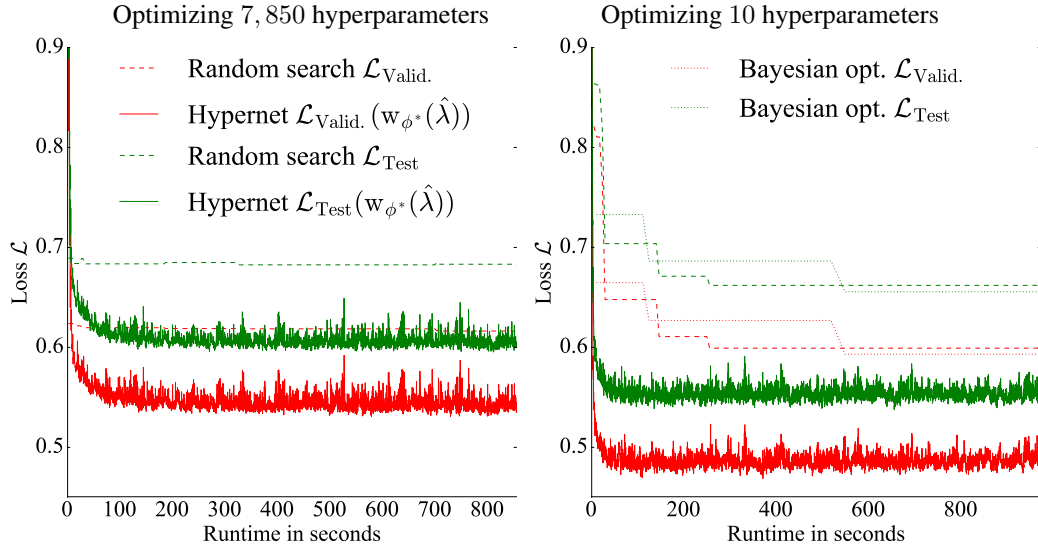 Optimizing 7, 850 hyperparameters
Loss ℒ
0.9
0.8
0.7
0.6
0.5
Random search ℒ_Valid.
Hypernet ℒ_Valid.(w_ϕ*(λ̂))
Random search ℒ_Test
Hypernet ℒ_Test(w_ϕ*(λ̂))
0 100 200 300 400 500 600 700 800
Runtime in seconds
Optimizing 10 hyperparameters
Loss ℒ
0.9
0.8
0.7
0.6
0.5
Bayesian opt. ℒ_Valid.
Bayesian opt. ℒ_Test
0 200 400 600 800
Runtime in seconds